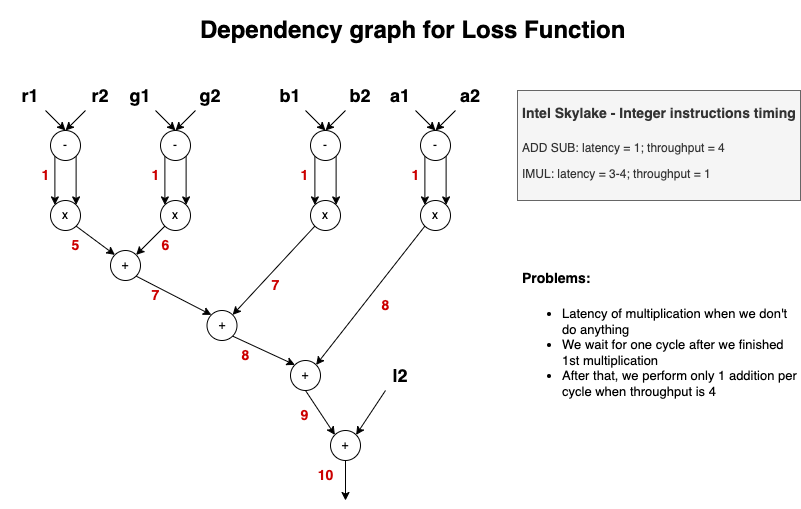 Dependency graph for Loss Function
r1 r2 g1 g2 b1 b2 a1 a2
- - - -
1 1 1 1
x x x x
5 6
+
7 7
+
8 8
+
l2
9
+
10
Intel Skylake - Integer instructions timing
ADD SUB: latency = 1; throughput = 4
IMUL: latency = 3-4; throughput = 1
Problems:
• Latency of multiplication when we don't
do anything
• We wait for one cycle after we finished
1st multiplication
• After that, we perform only 1 addition per
cycle when throughput is 4